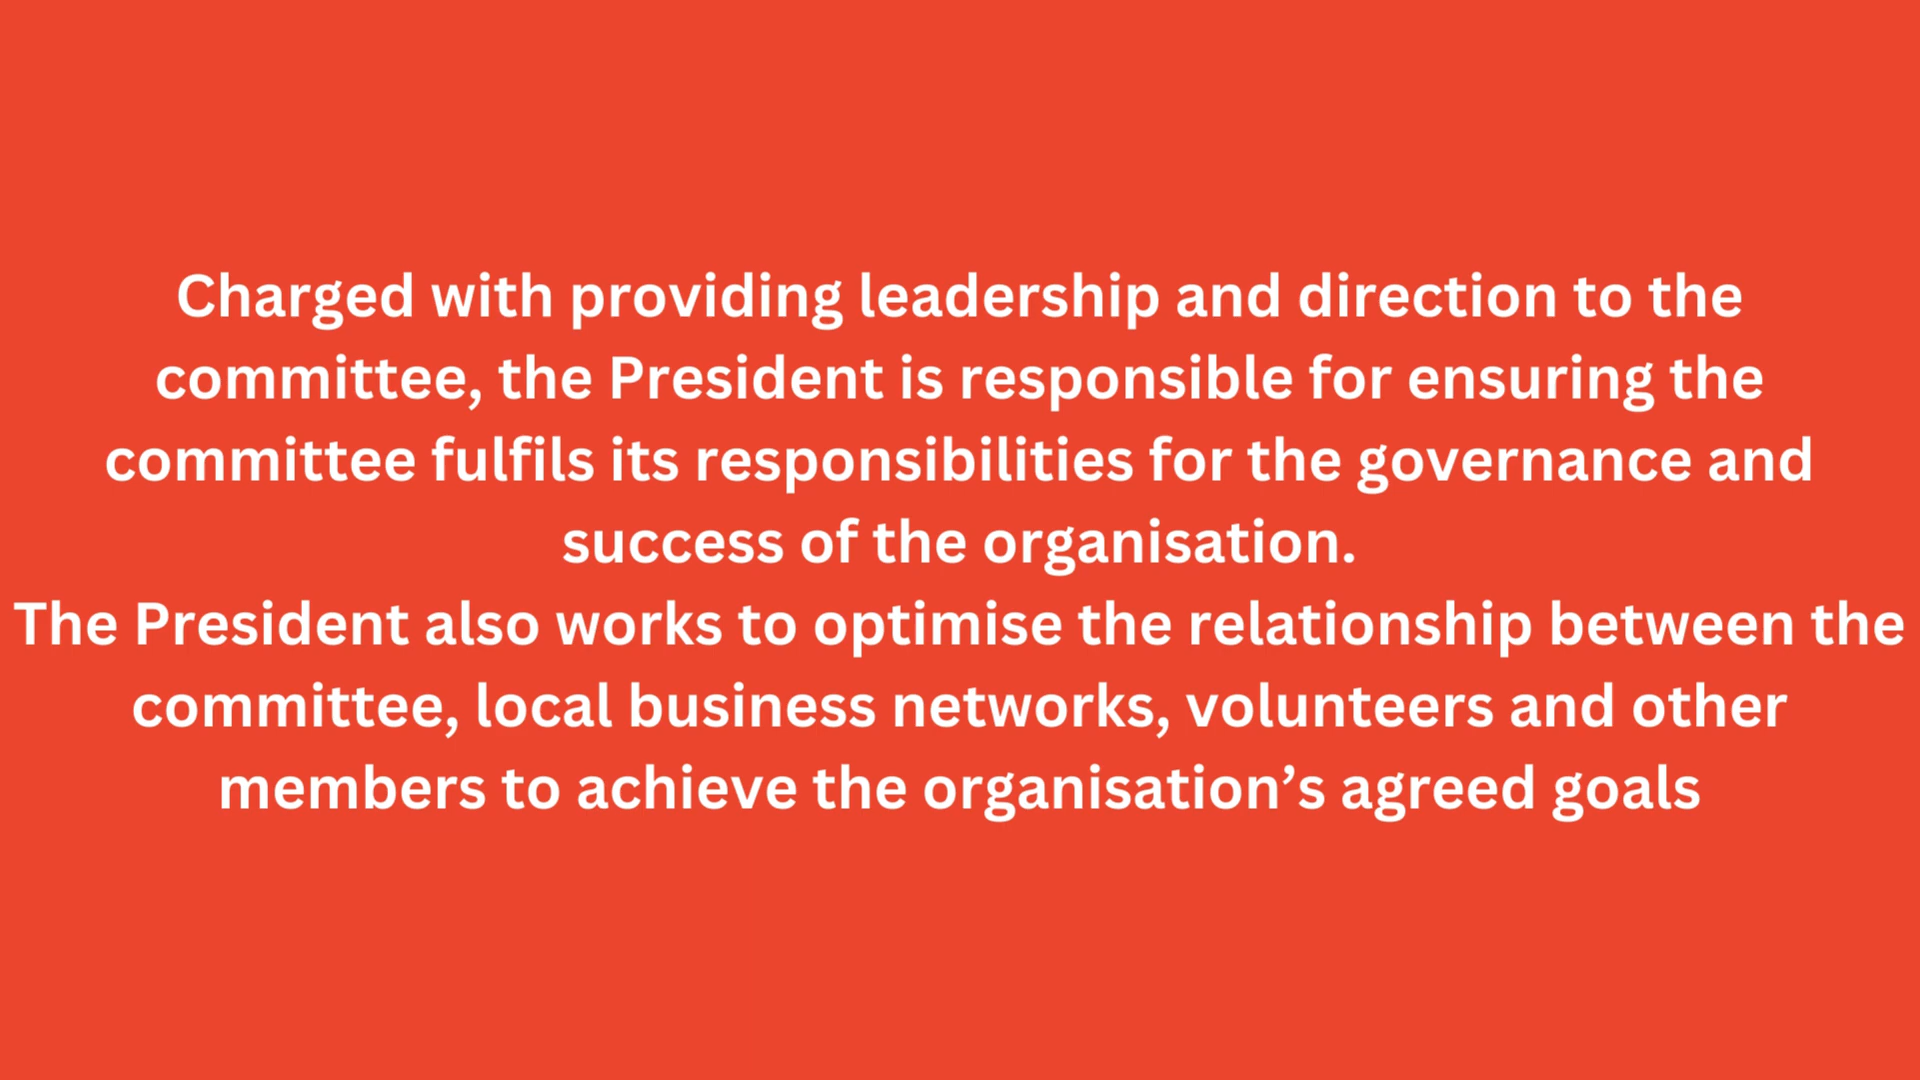 Charged with providing leadership and direction to the
committee, the President is responsible for ensuring the
committee fulfils its responsibilities for the governance and
success of the organisation.
The President also works to optimise the relationship between the
committee, local business networks, volunteers and other
members to achieve the organisation’s agreed goals